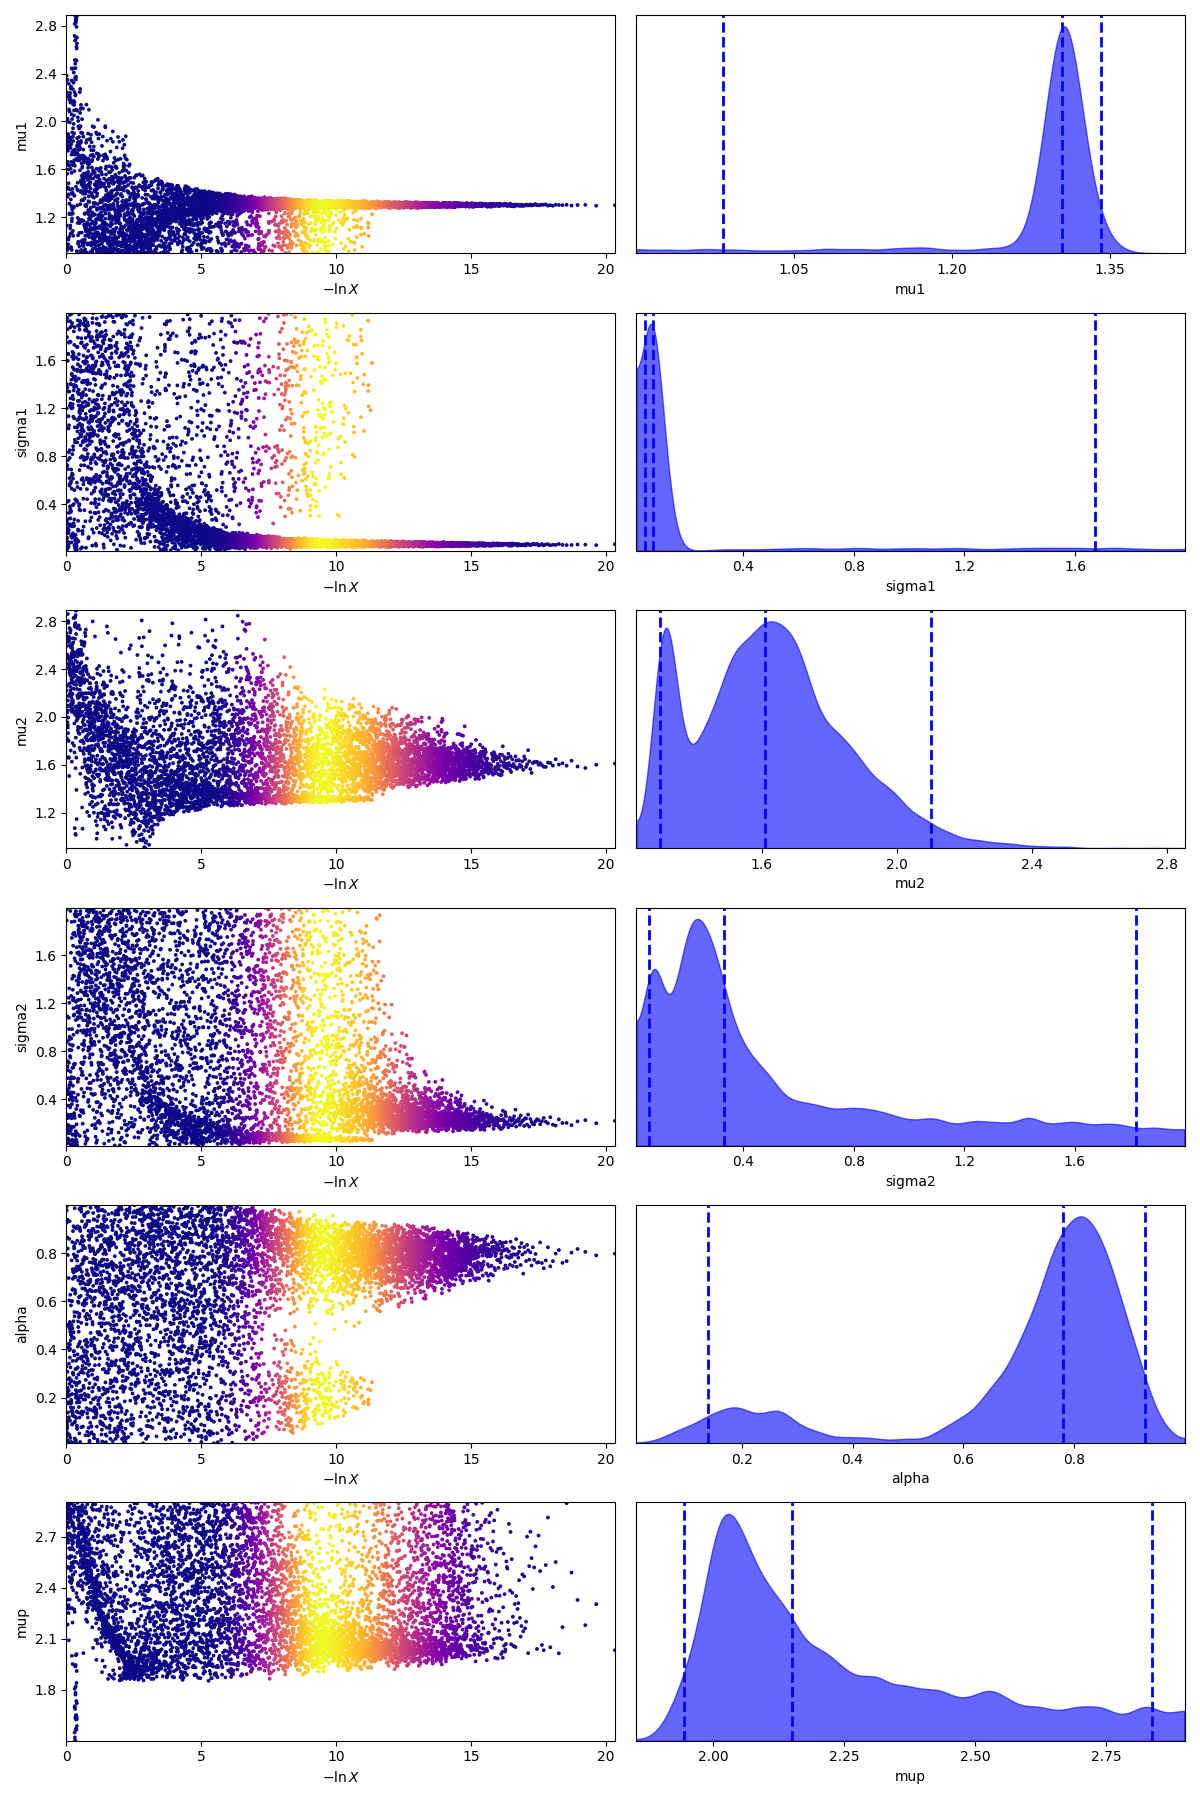 2.8
2.4
2.0
1.6
1.2
mu1
0 5 10 15 20
−ln X
1.05 1.20 1.35
mu1
1.6
1.2
0.8
0.4
sigma1
0 5 10 15 20
−ln X
0.4 0.8 1.2 1.6
sigma1
2.8
2.4
2.0
1.6
1.2
mu2
0 5 10 15 20
−ln X
1.6 2.0 2.4 2.8
mu2
1.6
1.2
0.8
0.4
sigma2
0 5 10 15 20
−ln X
0.4 0.8 1.2 1.6
sigma2
0.8
0.6
0.4
0.2
alpha
0 5 10 15 20
−ln X
0.2 0.4 0.6 0.8
alpha
2.7
2.4
2.1
1.8
mup
0 5 10 15 20
−ln X
2.00 2.25 2.50 2.75
mup